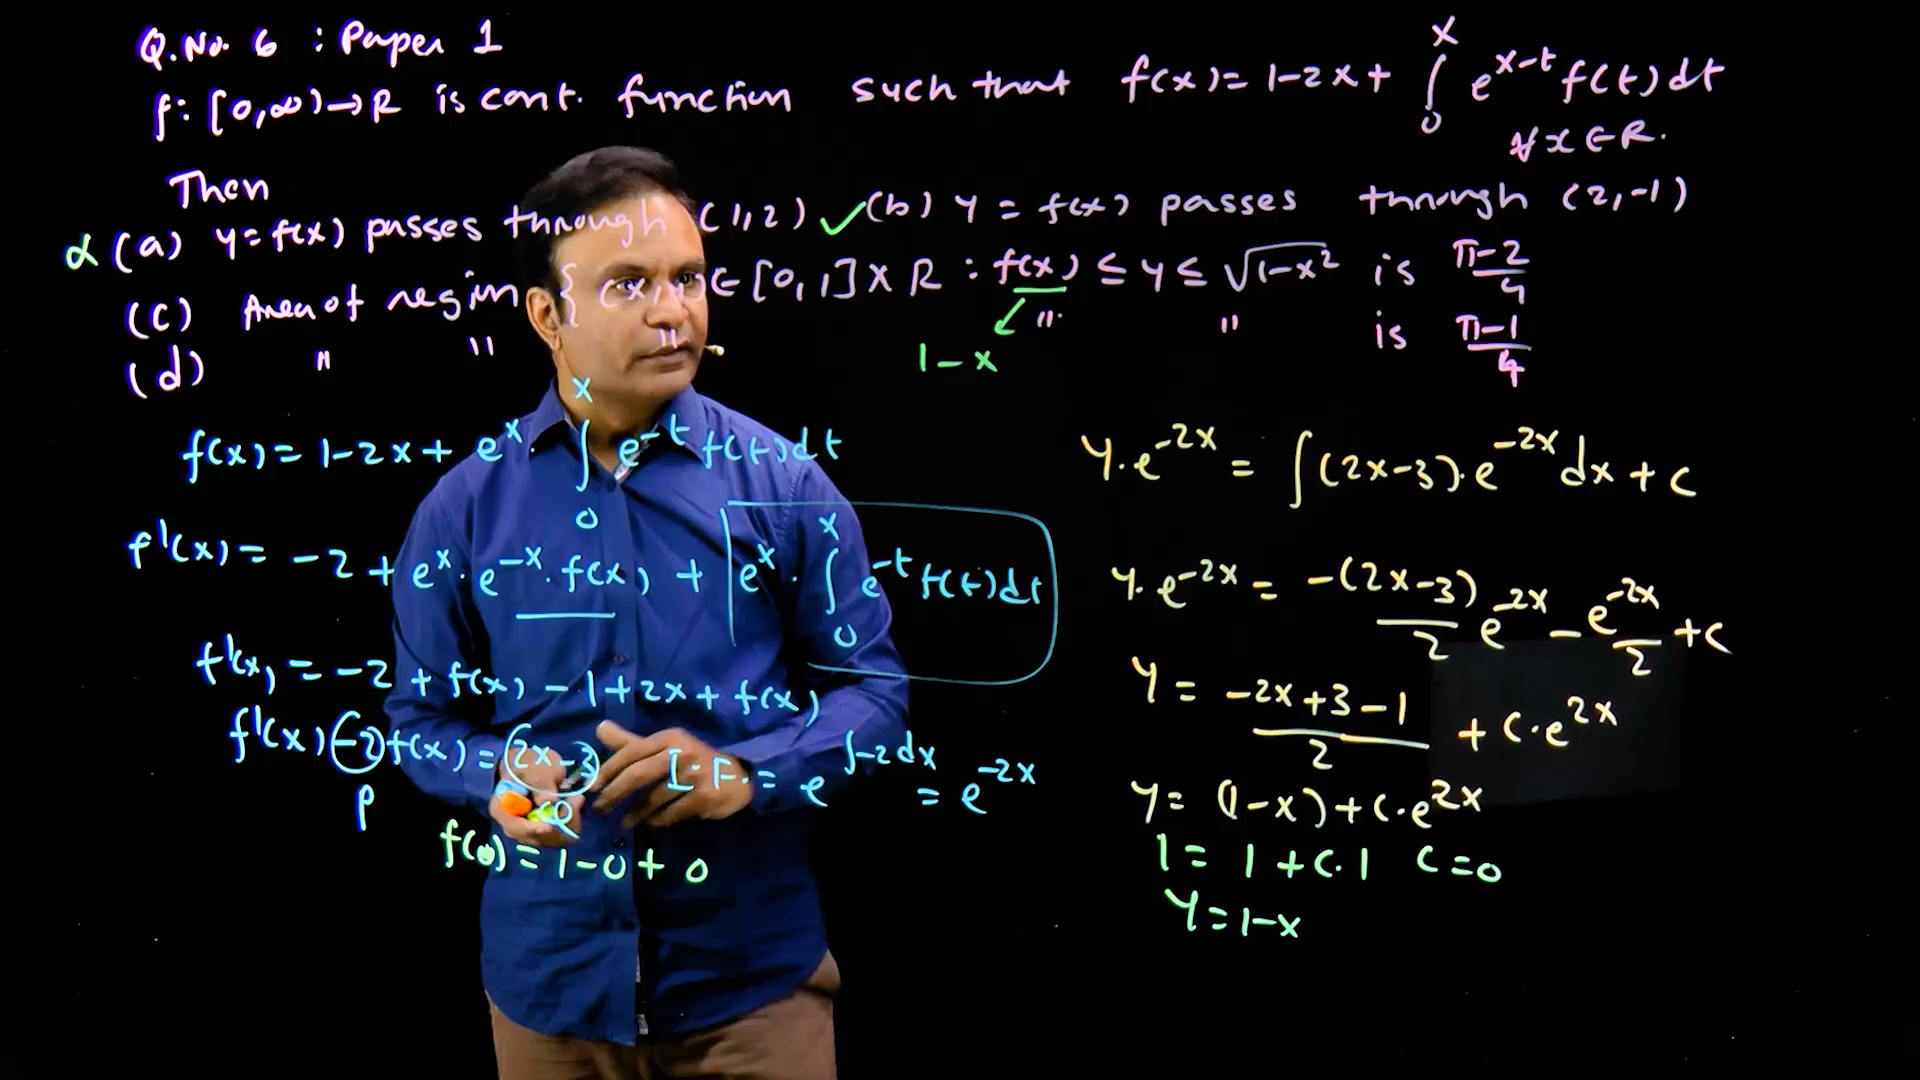 Q.No. 6 : Paper 1
f: [0,∞)→R is cont. function such that f(x)= 1-2x+ ∫₀ˣ e^{x-t} f(t)dt
∀ x ∈ R.
Then
(a) y=f(x) passes through (1,2) ✓(b) y = f(x) passes through (2,-1)
(c) Area of region { (x,y)∈ [0,1] X R : f(x) ≤ y ≤ √(1-x²) is (π-2)/4
(d) " " " " " is (π-1)/4
1-x
f(x)= 1-2x+ e^x. ∫₀ˣ e^{-t} f(t)dt
f'(x)= -2 + e^x. e^{-x}. f(x) + e^x. ∫₀ˣ e^{-t} f(t)dt
f'(x) = -2 + f(x) - 1+2x+ f(x)
f'(x) -2 f(x) = 2x-3 I.F. = e^{∫-2dx} = e^{-2x}
P Q
f(0)= 1-0+ 0
y.e^{-2x} = ∫(2x-3).e^{-2x} dx + c
y.e^{-2x} = -(2x-3)/2 e^{-2x} - e^{-2x}/2 + c
y = (-2x+3-1)/2 + c.e^{2x}
y= (1-x)+c.e^{2x}
1= 1+c.1 c=0
y=1-x